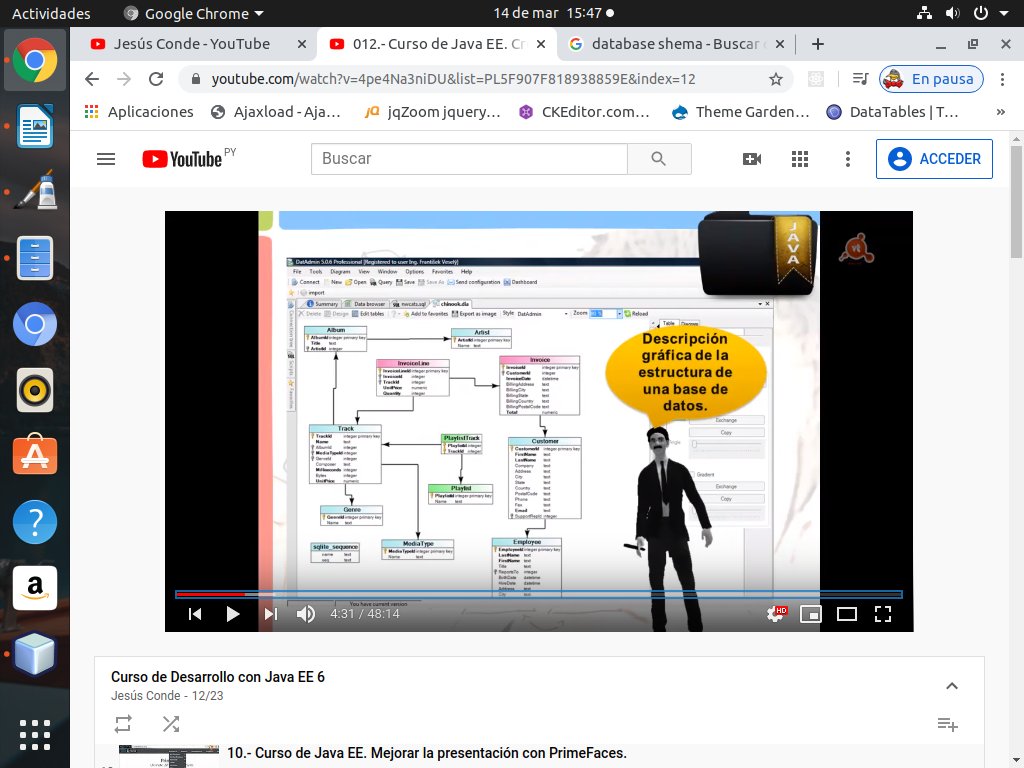 Actividades
Google Chrome
14 de mar 15:47
Jesús Conde - YouTube
012.- Curso de Java EE. Cr
database shema - Buscar c
youtube.com/watch?v=4pe4Na3niDU&list=PL5F907F818938859E&index=12
En pausa
Aplicaciones
Ajaxload - Aja…
jqZoom jquery…
CKEditor.com…
Theme Garden…
DataTables | T…
YouTube PY
Buscar
ACCEDER
JAVA
DatAdmin 5.0.6 Professional [Registered to user Ing. František Veselý]
File Tools Diagram View Window Options Favorites Help
Connect New Open Query Save Save As Send configuration Dashboard
import
Summary Data browser nwcats.sql chinook.dia
Delete Design Edit tables ? Add to favorites Export as image Style DatAdmin Zoom Reload
Table Diagram
Descripción
gráfica de la
estructura de
una base de
datos.
Album
AlbumId integer primary key
Title text
ArtistId integer
Artist
ArtistId integer primary key
Name text
InvoiceLine
InvoiceLineId integer primary key
InvoiceId integer
TrackId integer
UnitPrice numeric
Quantity integer
Invoice
InvoiceId integer primary key
CustomerId integer
InvoiceDate datetime
BillingAddress text
BillingCity text
BillingState text
BillingCountry text
BillingPostalCode text
Total numeric
Track
TrackId integer primary key
Name text
AlbumId integer
MediaTypeId integer
GenreId integer
Composer text
Milliseconds integer
Bytes integer
UnitPrice numeric
PlaylistTrack
PlaylistId integer
TrackId integer
Customer
CustomerId integer primary key
FirstName text
LastName text
Company text
Address text
City text
State text
Country text
PostalCode text
Phone text
Fax text
Email text
SupportRepId integer
Playlist
PlaylistId integer primary key
Name text
Genre
GenreId integer primary key
Name text
sqlite_sequence
name text
seq text
MediaType
MediaTypeId integer primary key
Name text
Employee
EmployeeId integer primary key
LastName text
FirstName text
Title text
ReportsTo integer
BirthDate datetime
HireDate datetime
Address text
City text
Exchange
Copy
Gradient
Exchange
Copy
You have current version
4:31 / 48:14
HD
Curso de Desarrollo con Java EE 6
Jesús Conde - 12/23
10.- Curso de Java EE. Mejorar la presentación con PrimeFaces.